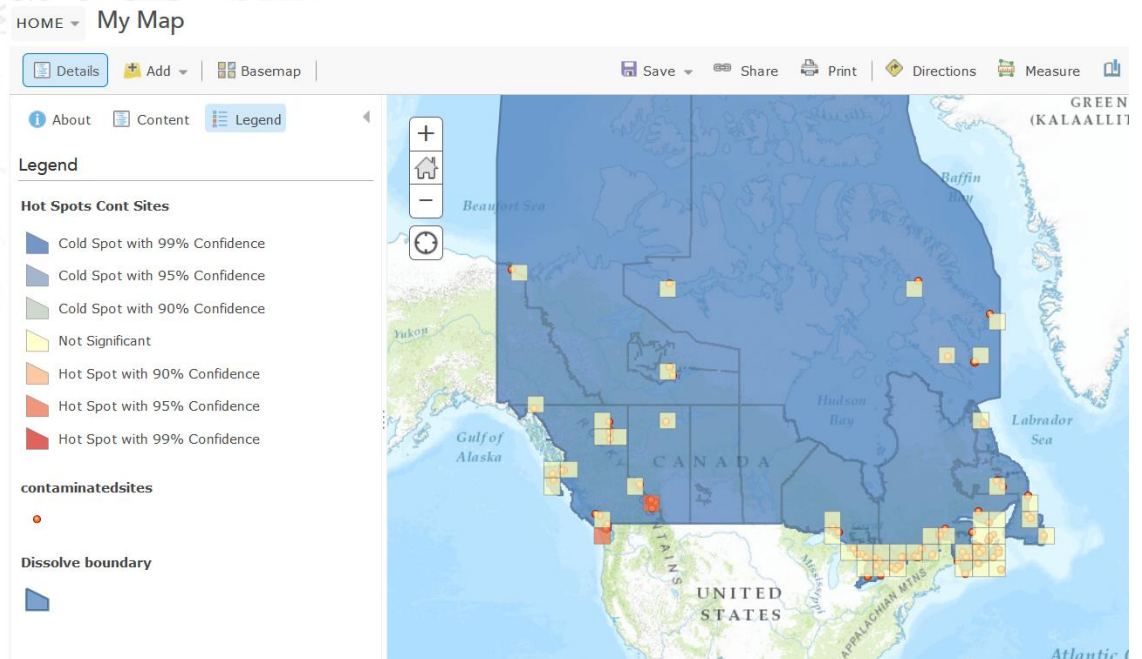 HOME My Map
Details Add Basemap Save Share Print Directions Measure
About Content Legend
Legend
Hot Spots Cont Sites
Cold Spot with 99% Confidence
Cold Spot with 95% Confidence
Cold Spot with 90% Confidence
Not Significant
Hot Spot with 90% Confidence
Hot Spot with 95% Confidence
Hot Spot with 99% Confidence
contaminatedsites
Dissolve boundary
+
−
GREEN
(KALAALLIT
Baffin
Bay
Beaufort Sea
Yukon
Hudson
Bay
Labrador
Sea
Gulf of
Alaska
CANADA
NTAINS
Mississippi
UNITED
STATES
APPALACHIAN MTNS
Atlantic